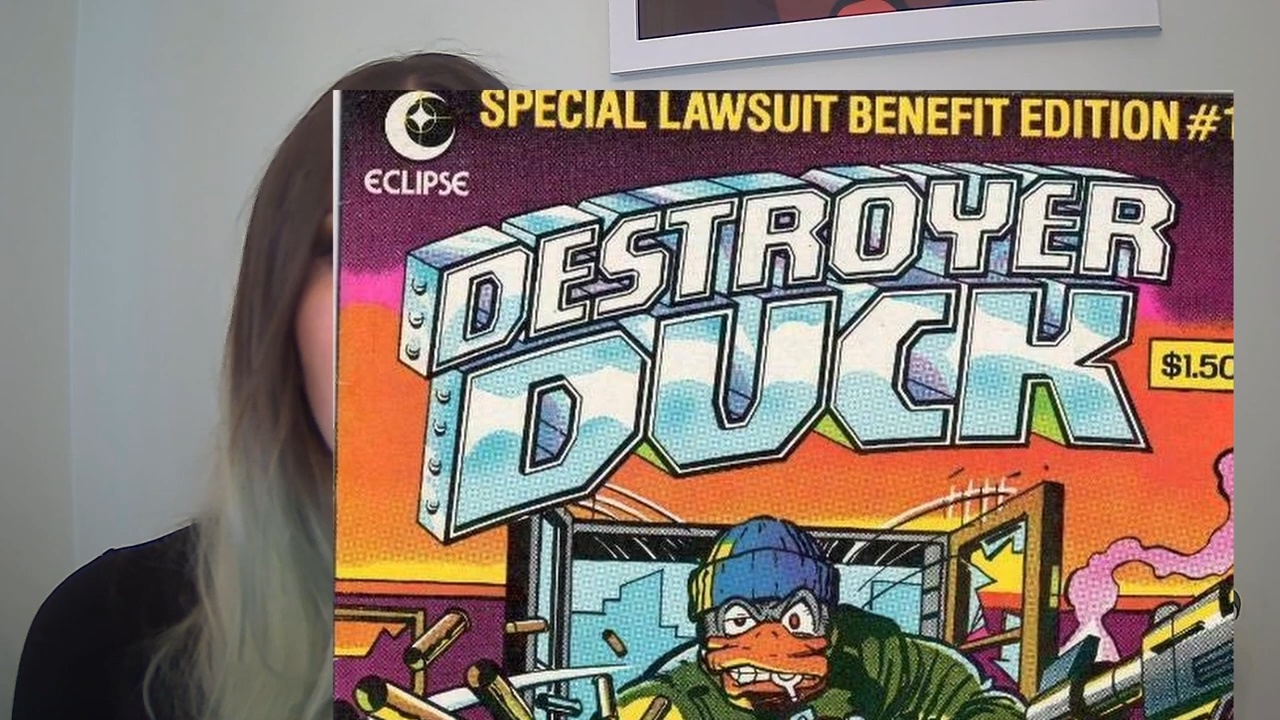 SPECIAL LAWSUIT BENEFIT EDITION #1
ECLIPSE
DESTROYER
DUCK
$1.50